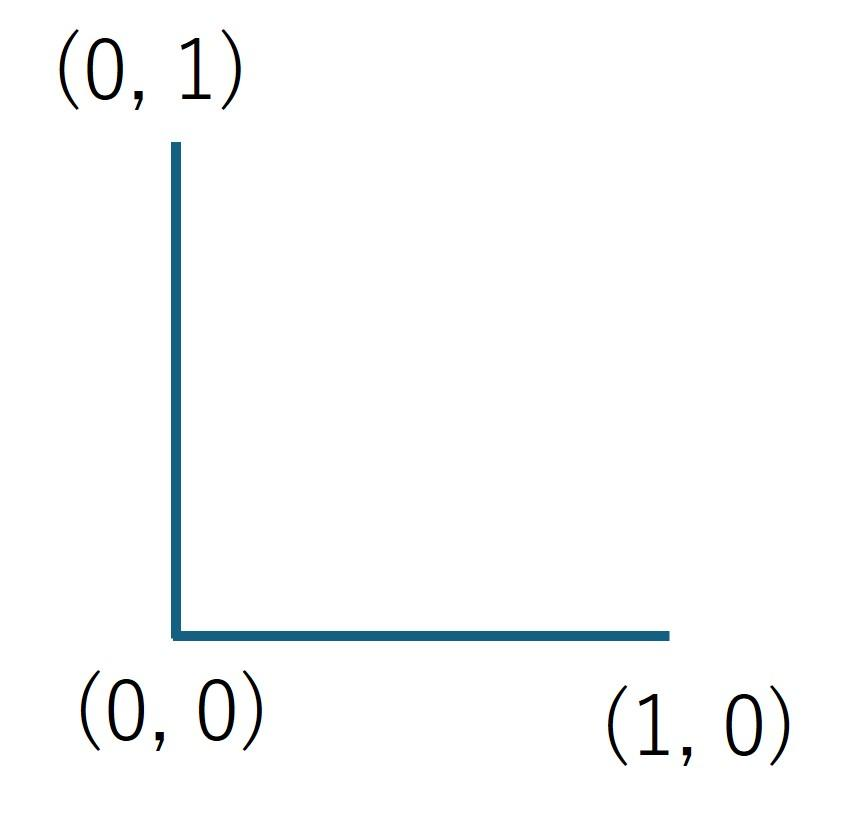 (0, 1)
(0, 0)
(1, 0)